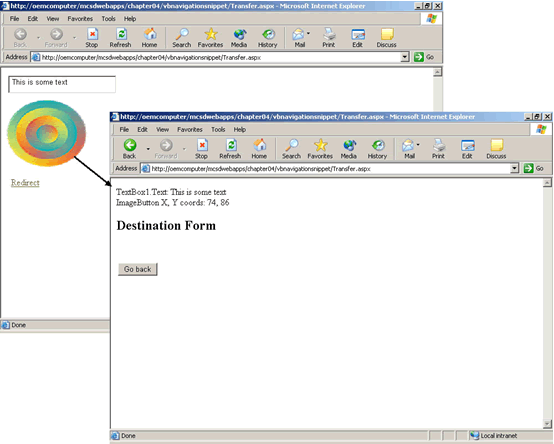 http://oemcomputer/mcsdwebapps/chapter04/vbnavigationsnippet/Transfer.aspx - Microsoft Internet Explorer
File Edit View Favorites Tools Help
Back Forward Stop Refresh Home Search Favorites Media History Mail Print
Address http://oemcomputer/mcsdwebapps/chapter04/vbnavigationsnippet/Transfer.aspx Go
This is some text
Redirect
Done
http://oemcomputer/mcsdwebapps/chapter04/vbnavigationsnippet/Transfer.aspx - Microsoft Internet Explorer
File Edit View Favorites Tools Help
Back Forward Stop Refresh Home Search Favorites Media History Mail Print Edit Discuss
Address http://oemcomputer/mcsdwebapps/chapter04/vbnavigationsnippet/Transfer.aspx Go
TextBox1.Text: This is some text
ImageButton X, Y coords: 74, 86
Destination Form
Go back
Done Local intranet